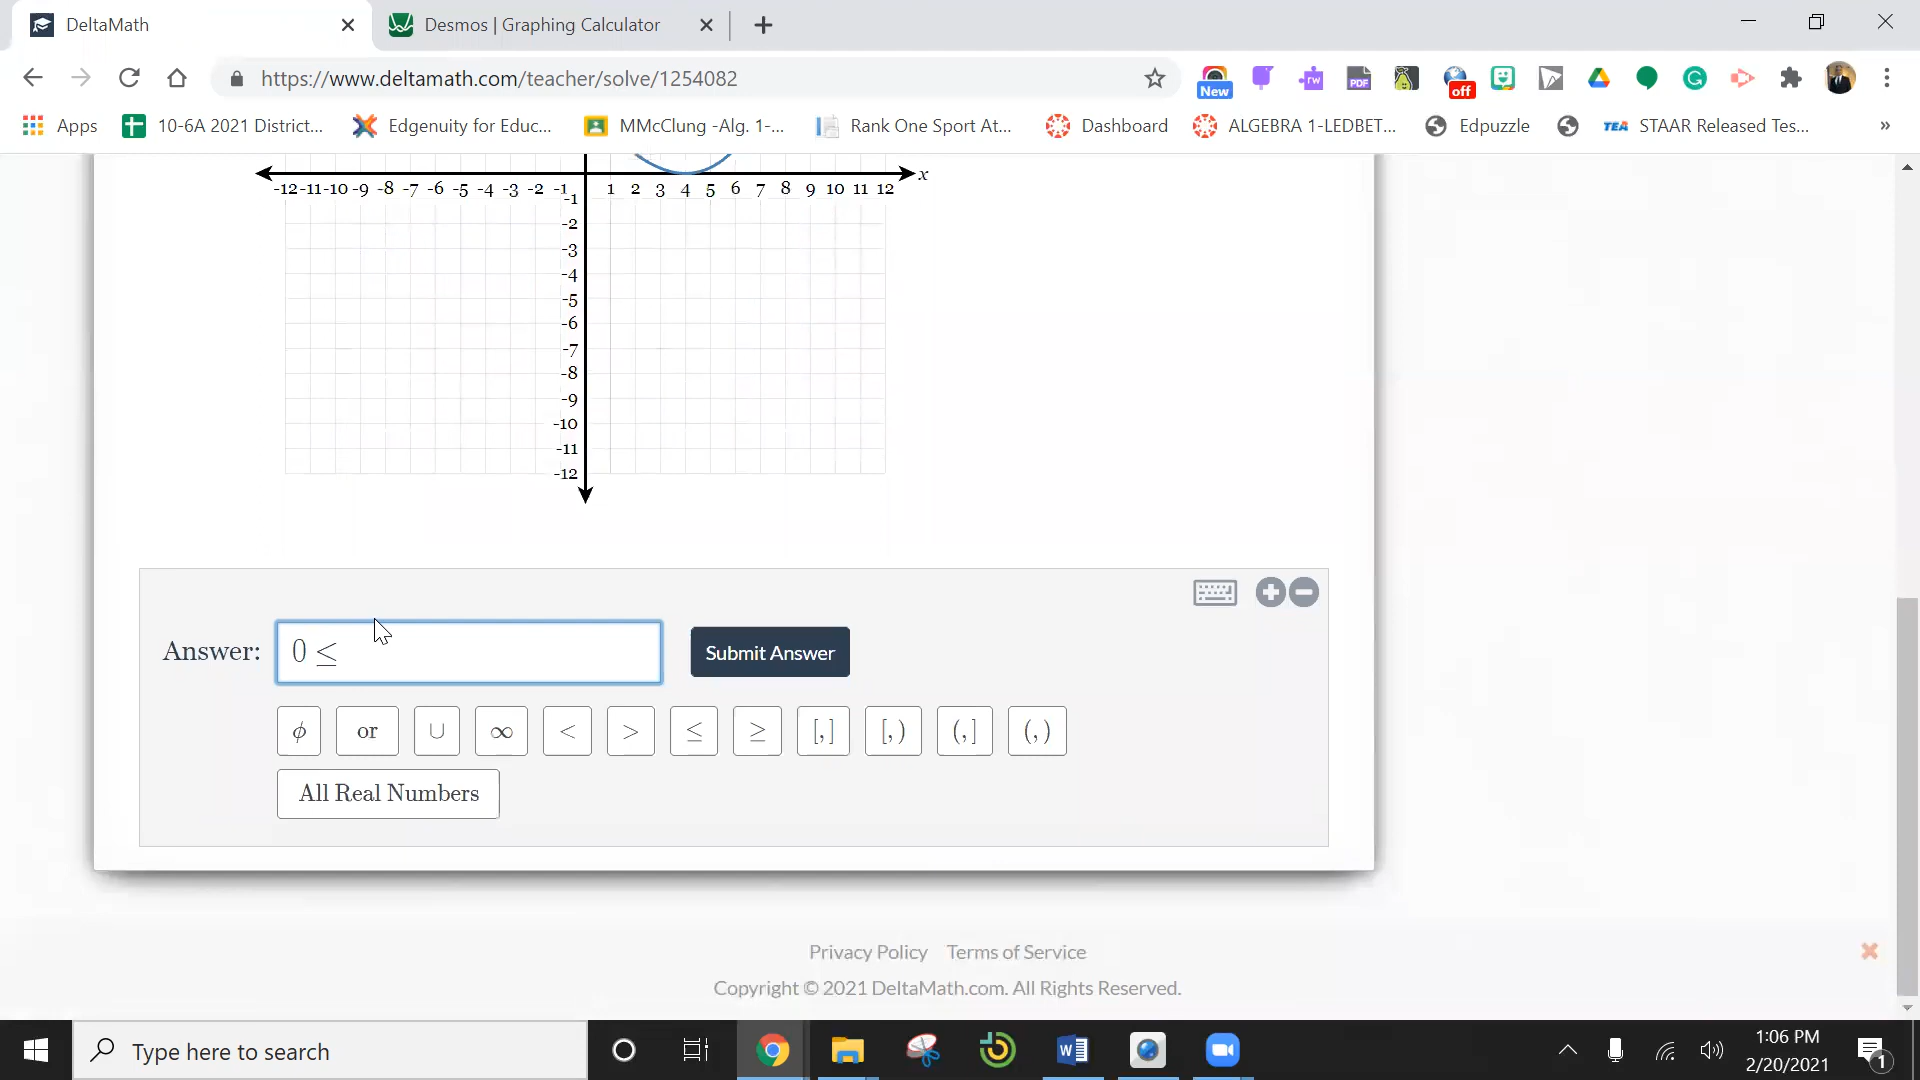 DeltaMath
Desmos | Graphing Calculator
https://www.deltamath.com/teacher/solve/1254082
New
rw
PDF
off
Apps
10-6A 2021 District...
Edgenuity for Educ...
MMcClung -Alg. 1-...
Rank One Sport At...
Dashboard
ALGEBRA 1-LEDBET...
Edpuzzle
TEA STAAR Released Tes...
»
x
-12 -11 -10 -9 -8 -7 -6 -5 -4 -3 -2 -1 1 2 3 4 5 6 7 8 9 10 11 12
-1
-2
-3
-4
-5
-6
-7
-8
-9
-10
-11
-12
Answer: 0 ≤ Submit Answer
ϕ or ∪ ∞ < > ≤ ≥ [,] [,) (,] (,)
All Real Numbers
Privacy Policy Terms of Service
Copyright © 2021 DeltaMath.com. All Rights Reserved.
Type here to search
1:06 PM
2/20/2021
1